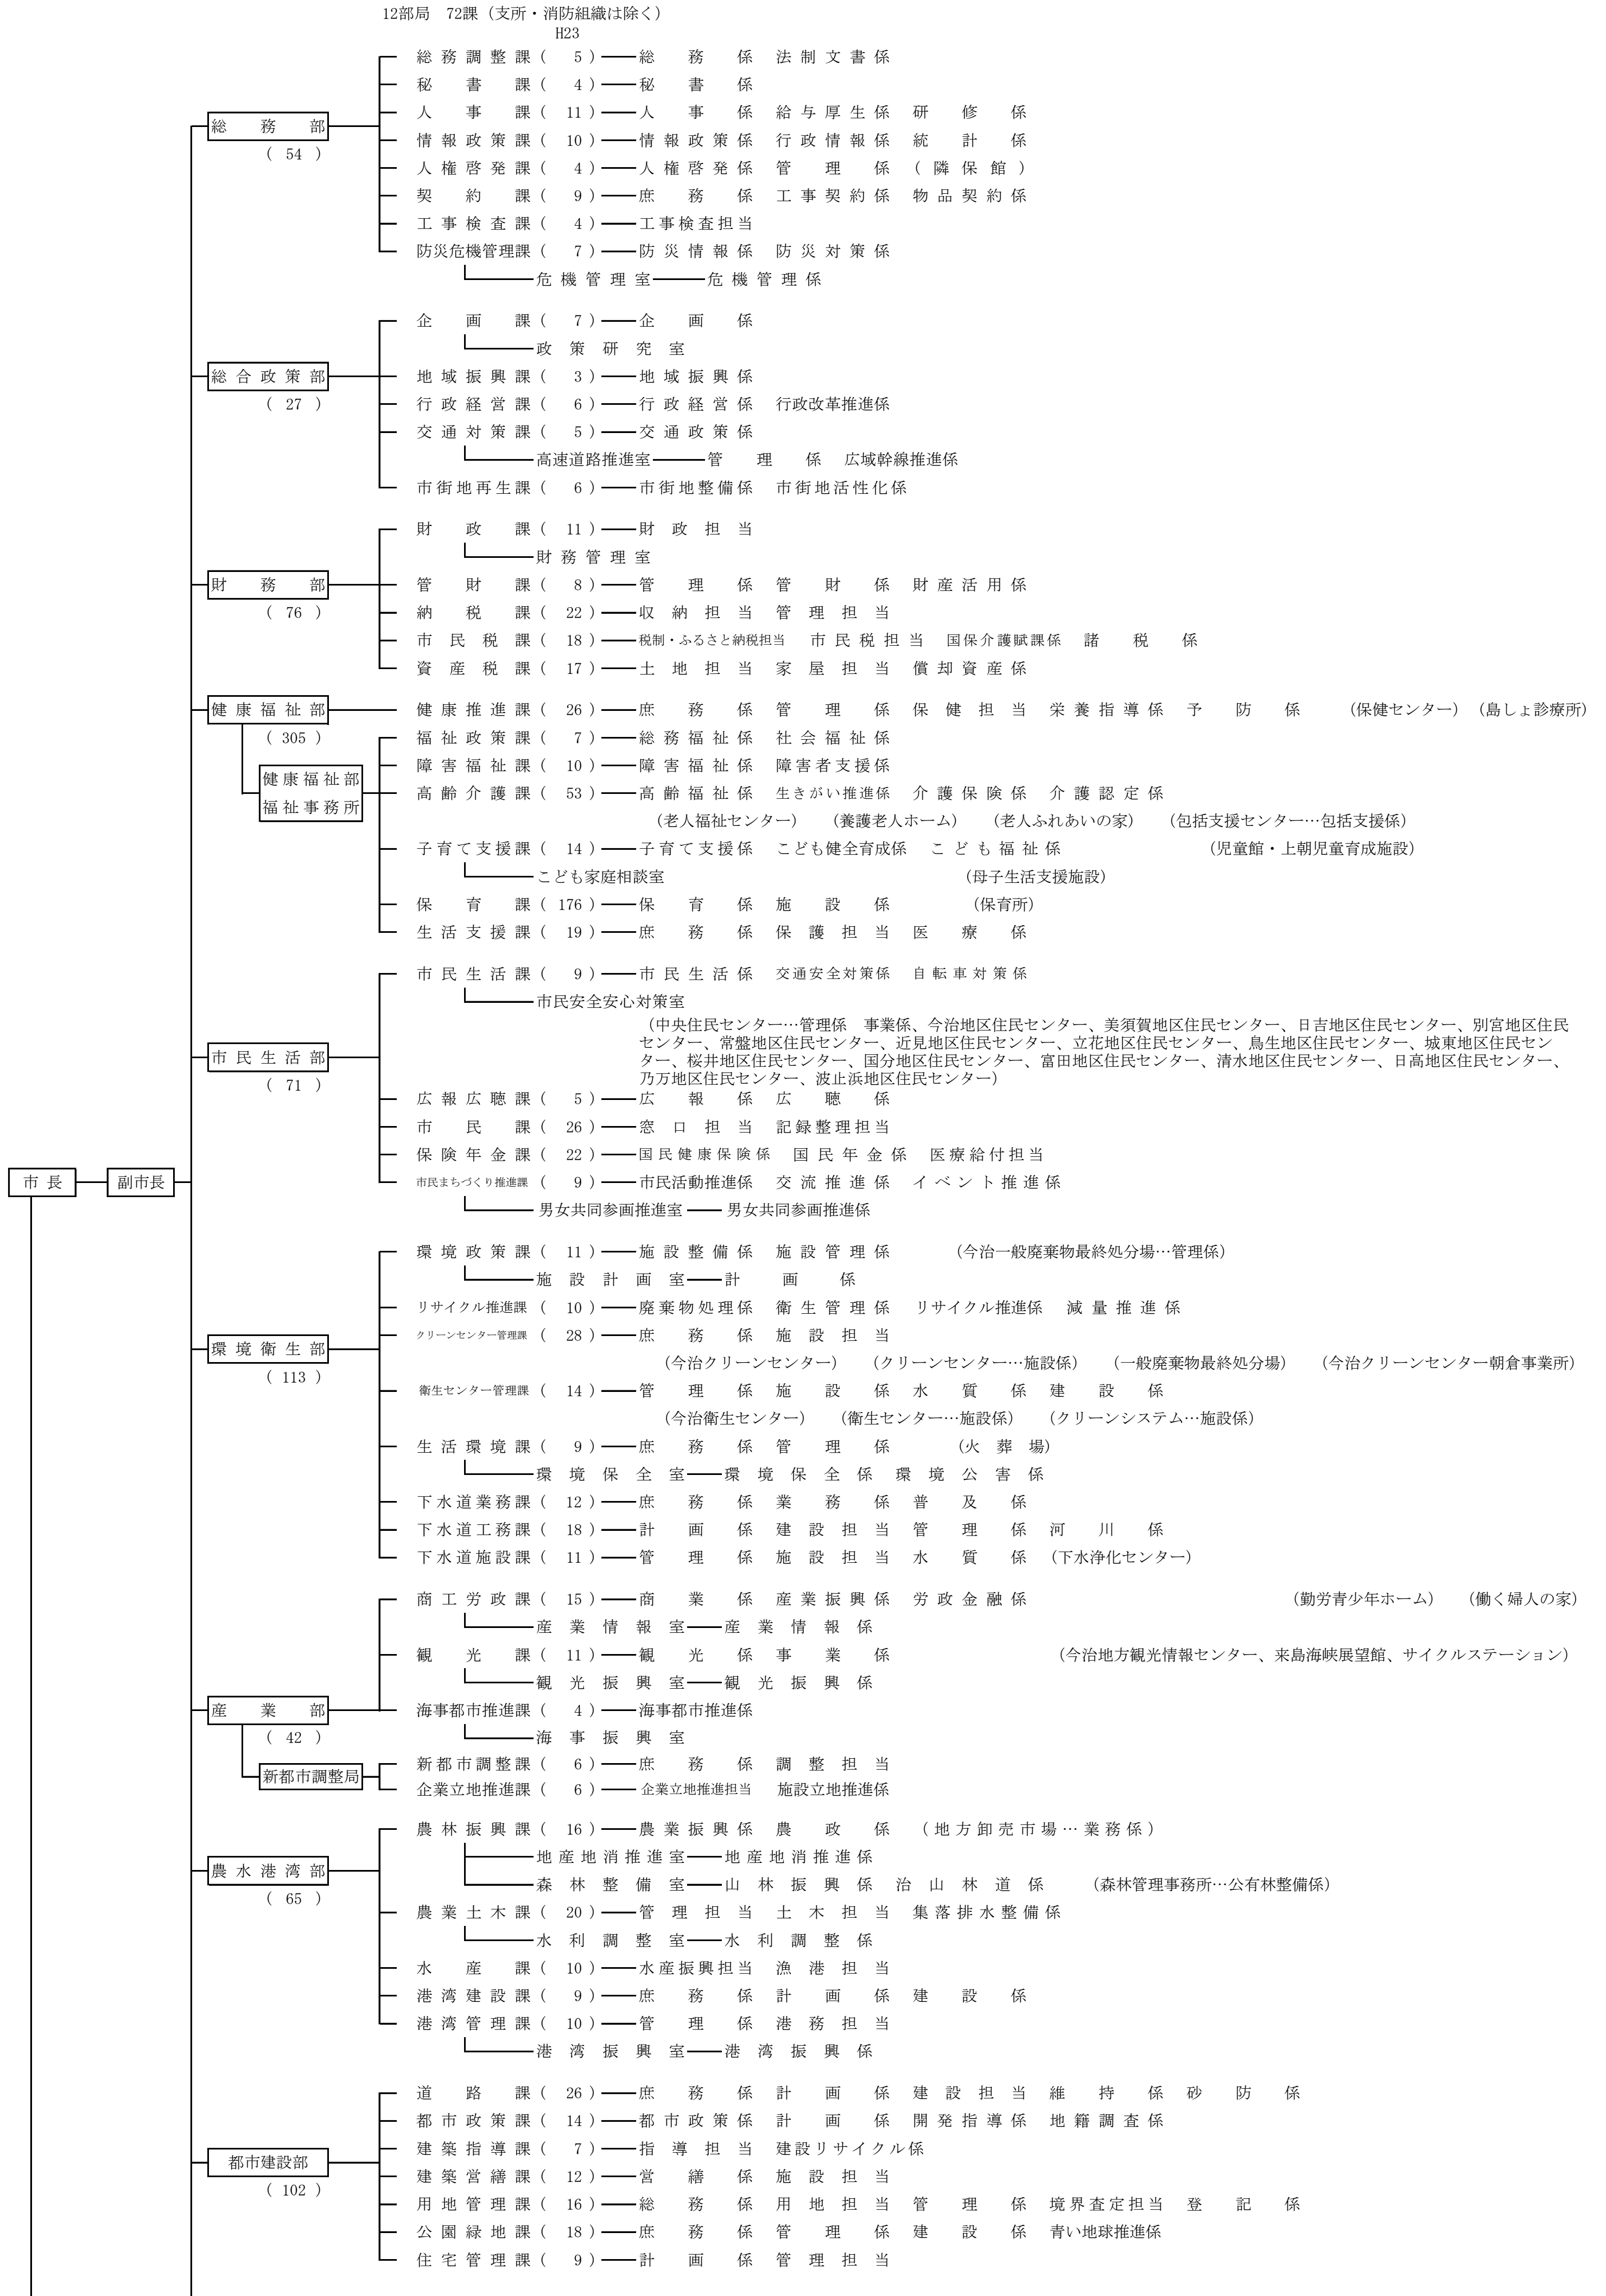 12部局　72課（支所・消防組織は除く）
H23
総務調整課（　5　）総務係　法制文書係
秘書課（　4　）秘書係
人事課（　11　）人事係　給与厚生係　研修係
総務部
情報政策課（　10　）情報政策係　行政情報係　統計係
（　54　）
人権啓発課（　4　）人権啓発係　管理係　（隣保館）
契約課（　9　）庶務係　工事契約係　物品契約係
工事検査課（　4　）工事検査担当
防災危機管理課（　7　）防災情報係　防災対策係
危機管理室　危機管理係
企画課（　7　）企画係
政策研究室
総合政策部　地域振興課（　3　）地域振興係
（　27　）　行政経営課（　6　）行政経営係　行政改革推進係
交通対策課（　5　）交通政策係
高速道路推進室　管理係　広域幹線推進係
市街地再生課（　6　）市街地整備係　市街地活性化係
財政課（　11　）財政担当
財務管理室
財務部　管財課（　8　）管理係　管財係　財産活用係
（　76　）　納税課（　22　）収納担当　管理担当
市民税課（　18　）税制・ふるさと納税担当　市民税担当　国保介護賦課係　諸税係
資産税課（　17　）土地担当　家屋担当　償却資産係
健康福祉部　健康推進課（　26　）庶務係　管理係　保健担当　栄養指導係　予防係　（保健センター）　（島しょ診療所）
（　305　）　福祉政策課（　7　）総務福祉係　社会福祉係
障害福祉課（　10　）障害福祉係　障害者支援係
健康福祉部
福祉事務所
高齢介護課（　53　）高齢福祉係　生きがい推進係　介護保険係　介護認定係
（老人福祉センター）　（養護老人ホーム）　（老人ふれあいの家）　（包括支援センター…包括支援係）
子育て支援課（　14　）子育て支援係　こども健全育成係　こども福祉係　（児童館・上朝児童育成施設）
こども家庭相談室　（母子生活支援施設）
保育課（　176　）保育係　施設係　（保育所）
生活支援課（　19　）庶務係　保護担当　医療係
市民生活課（　9　）市民生活係　交通安全対策係　自転車対策係
市民安全安心対策室
（中央住民センター…管理係　事業係、今治地区住民センター、美須賀地区住民センター、日吉地区住民センター、別宮地区住民
センター、常盤地区住民センター、近見地区住民センター、立花地区住民センター、鳥生地区住民センター、城東地区住民セン
市民生活部
ター、桜井地区住民センター、国分地区住民センター、富田地区住民センター、清水地区住民センター、日高地区住民センター、
乃万地区住民センター、波止浜地区住民センター）
（　71　）
広報広聴課（　5　）広報係　広聴係
市民課（　26　）窓口担当　記録整理担当
保険年金課（　22　）国民健康保険係　国民年金係　医療給付担当
市長　副市長　市民まちづくり推進課（　9　）市民活動推進係　交流推進係　イベント推進係
男女共同参画推進室　男女共同参画推進係
環境政策課（　11　）施設整備係　施設管理係　（今治一般廃棄物最終処分場…管理係）
施設計画室　計画係
リサイクル推進課（　10　）廃棄物処理係　衛生管理係　リサイクル推進係　減量推進係
クリーンセンター管理課（　28　）庶務係　施設担当
環境衛生部
（今治クリーンセンター）　（クリーンセンター…施設係）　（一般廃棄物最終処分場）　（今治クリーンセンター朝倉事業所）
（　113　）
衛生センター管理課（　14　）管理係　施設係　水質係　建設係
（今治衛生センター）　（衛生センター…施設係）　（クリーンシステム…施設係）
生活環境課（　9　）庶務係　管理係　（火葬場）
環境保全室　環境保全係　環境公害係
下水道業務課（　12　）庶務係　業務係　普及係
下水道工務課（　18　）計画係　建設担当　管理係　河川係
下水道施設課（　11　）管理係　施設担当　水質係　（下水浄化センター）
商工労政課（　15　）商業係　産業振興係　労政金融係　（勤労青少年ホーム）　（働く婦人の家）
産業情報室　産業情報係
観光課（　11　）観光係　事業係　（今治地方観光情報センター、来島海峡展望館、サイクルステーション）
観光振興室　観光振興係
産業部　海事都市推進課（　4　）海事都市推進係
（　42　）　海事振興室
新都市調整課（　6　）庶務係　調整担当
新都市調整局
企業立地推進課（　6　）企業立地推進担当　施設立地推進係
農林振興課（　16　）農業振興係　農政係　（地方卸売市場…業務係）
地産地消推進室　地産地消推進係
農水港湾部
森林整備室　山林振興係　治山林道係　（森林管理事務所…公有林整備係）
（　65　）
農業土木課（　20　）管理担当　土木担当　集落排水整備係
水利調整室　水利調整係
水産課（　10　）水産振興担当　漁港担当
港湾建設課（　9　）庶務係　計画係　建設係
港湾管理課（　10　）管理係　港務担当
港湾振興室　港湾振興係
道路課（　26　）庶務係　計画係　建設担当　維持係　砂防係
都市政策課（　14　）都市政策係　計画係　開発指導係　地籍調査係
建築指導課（　7　）指導担当　建設リサイクル係
都市建設部
建築営繕課（　12　）営繕係　施設担当
（　102　）
用地管理課（　16　）総務係　用地担当　管理係　境界査定担当　登記係
公園緑地課（　18　）庶務係　管理係　建設係　青い地球推進係
住宅管理課（　9　）計画係　管理担当